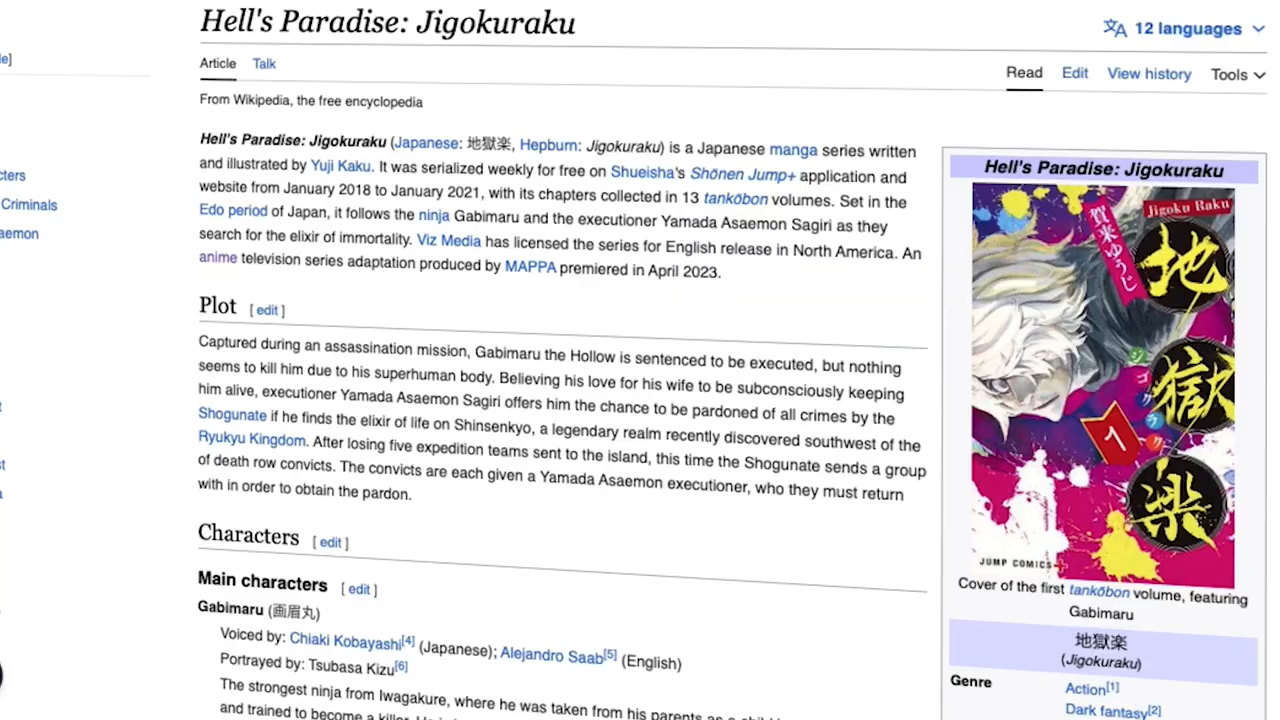 Hell's Paradise: Jigokuraku
12 languages
Article Talk
Read Edit View history Tools
From Wikipedia, the free encyclopedia
Hell's Paradise: Jigokuraku (Japanese: 地獄楽, Hepburn: Jigokuraku) is a Japanese manga series written
and illustrated by Yuji Kaku. It was serialized weekly for free on Shueisha's Shōnen Jump+ application and
website from January 2018 to January 2021, with its chapters collected in 13 tankōbon volumes. Set in the
Edo period of Japan, it follows the ninja Gabimaru and the executioner Yamada Asaemon Sagiri as they
search for the elixir of immortality. Viz Media has licensed the series for English release in North America. An
anime television series adaptation produced by MAPPA premiered in April 2023.
Plot [ edit ]
Captured during an assassination mission, Gabimaru the Hollow is sentenced to be executed, but nothing
seems to kill him due to his superhuman body. Believing his love for his wife to be subconsciously keeping
him alive, executioner Yamada Asaemon Sagiri offers him the chance to be pardoned of all crimes by the
Shogunate if he finds the elixir of life on Shinsenkyo, a legendary realm recently discovered southwest of the
Ryukyu Kingdom. After losing five expedition teams sent to the island, this time the Shogunate sends a group
of death row convicts. The convicts are each given a Yamada Asaemon executioner, who they must return
with in order to obtain the pardon.
Characters [ edit ]
Main characters [ edit ]
Gabimaru (画眉丸)
Voiced by: Chiaki Kobayashi[4] (Japanese); Alejandro Saab[5] (English)
Portrayed by: Tsubasa Kizu[6]
The strongest ninja from Iwagakure, where he was taken from his parents as a
and trained to become a killer.
Criminals
Hell's Paradise: Jigokuraku
Jigoku Raku
賀来ゆうじ
地
獄
楽
ジゴクラク
1
JUMP COMICS+
Cover of the first tankōbon volume, featuring
Gabimaru
地獄楽
(Jigokuraku)
Genre Action[1]
Dark fantasy[2]